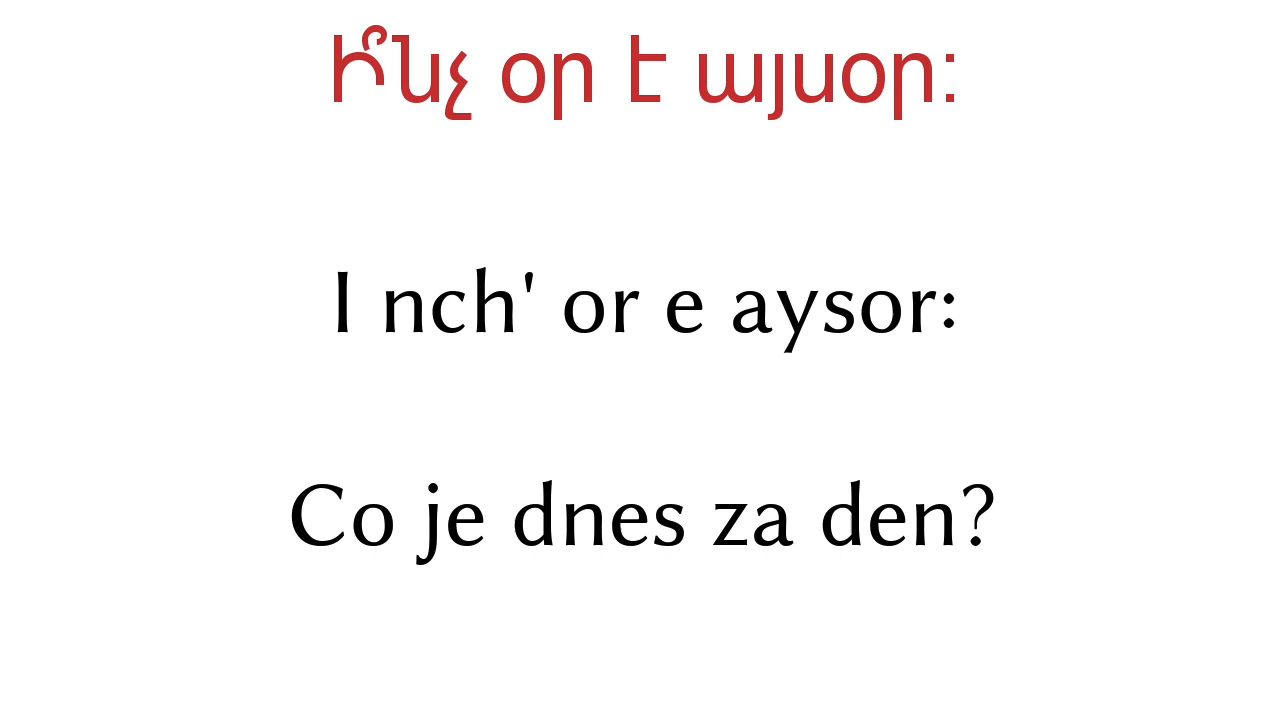 Ի՞նչ օր է այսօր:
I nch' or e aysor:
Co je dnes za den?